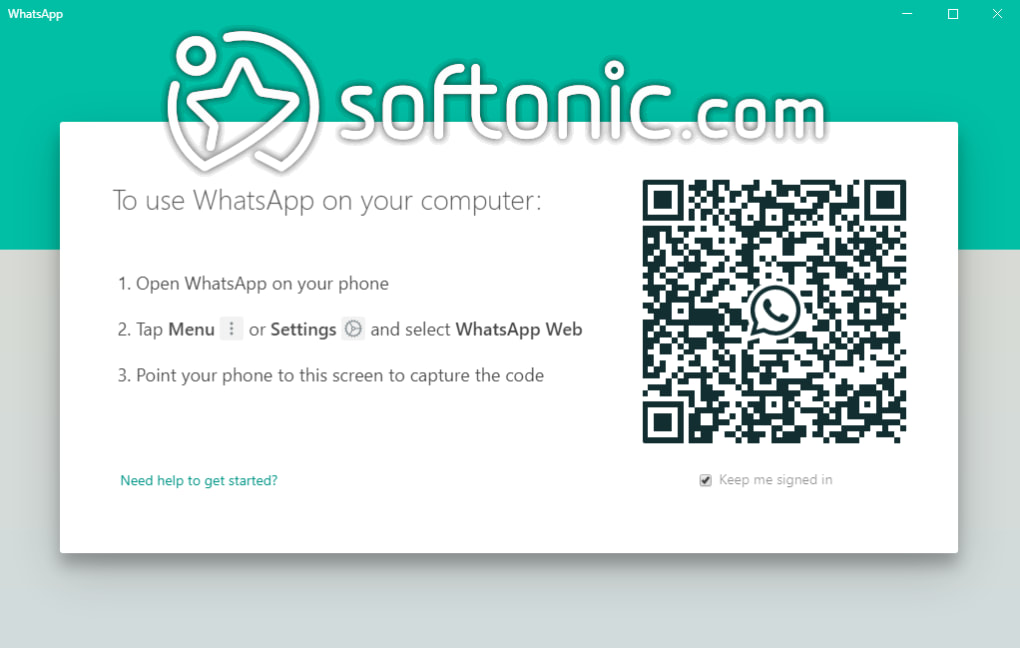 WhatsApp
softonic.com
To use WhatsApp on your computer:
1. Open WhatsApp on your phone
2. Tap Menu or Settings and select WhatsApp Web
3. Point your phone to this screen to capture the code
Need help to get started?
Keep me signed in